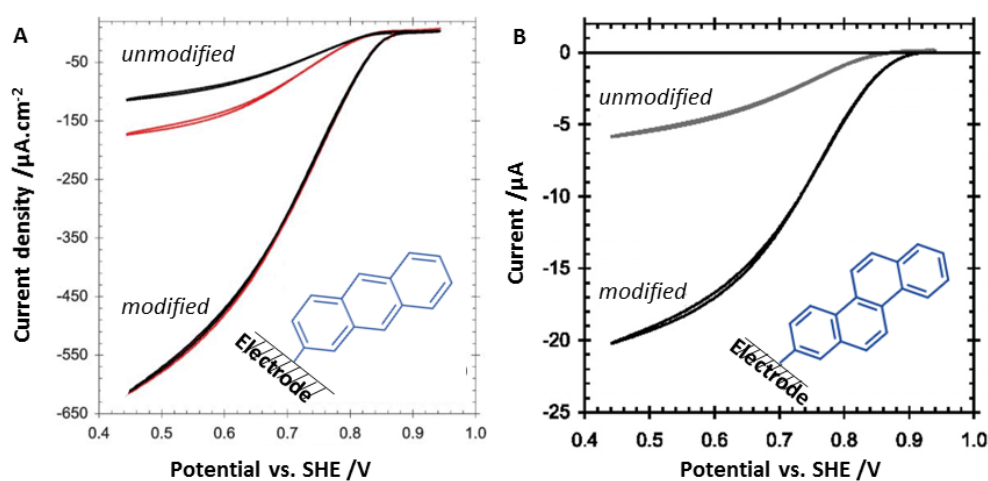 A
unmodified
modified
Electrode
Current density /µA.cm-2
-50
-150
-250
-350
-450
-550
-650
0.4 0.5 0.6 0.7 0.8 0.9 1.0
Potential vs. SHE /V
B
unmodified
modified
Electrode
Current /µA
0
-5
-10
-15
-20
-25
0.4 0.5 0.6 0.7 0.8 0.9 1.0
Potential vs. SHE /V